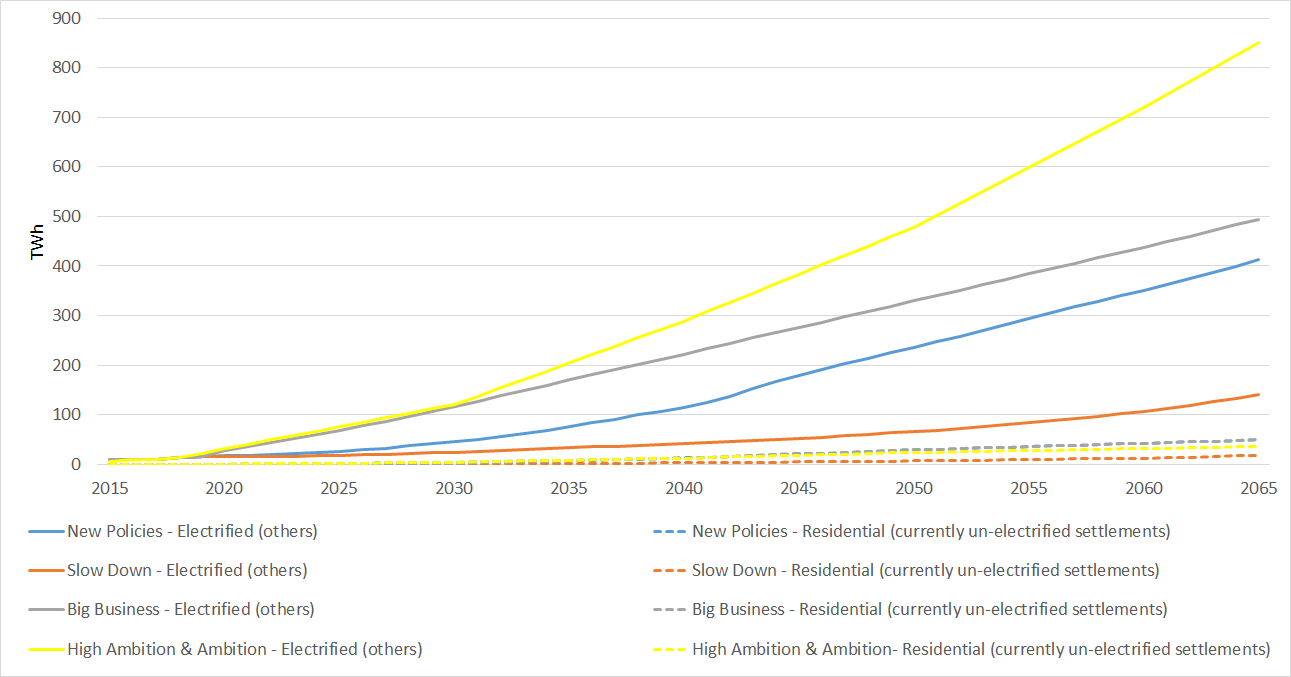 900
800
700
600
500
400
300
200
100
0
TWh
2015 2020 2025 2030 2035 2040 2045 2050 2055 2060 2065
New Policies - Electrified (others) New Policies - Residential (currently un-electrified settlements)
Slow Down - Electrified (others) Slow Down - Residential (currently un-electrified settlements)
Big Business - Electrified (others) Big Business - Residential (currently un-electrified settlements)
High Ambition & Ambition - Electrified (others) High Ambition & Ambition- Residential (currently un-electrified settlements)